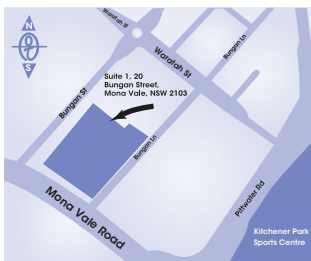 N
S
Waratah St
Waratah St
Bungan Ln
Suite 1, 20
Bungan Street,
Mona Vale, NSW 2103
Bungan St
Bungan Ln
Mona Vale Road
Pittwater Rd
Kitchener Park
Sports Centre